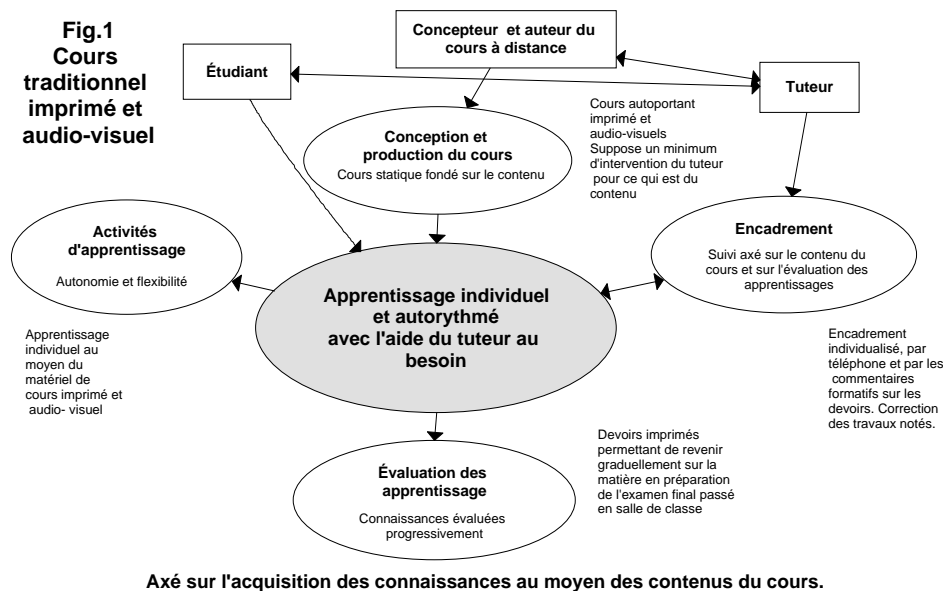 Fig.1
Cours
traditionnel
imprimé et
audio-visuel
Concepteur et auteur du
cours à distance
Étudiant
Tuteur
Conception et
production du cours
Cours statique fondé sur le contenu
Cours autoportant
imprimé et
audio-visuels
Suppose un minimum
d'intervention du tuteur
pour ce qui est du
contenu
Activités
d'apprentissage
Autonomie et flexibilité
Encadrement
Suivi axé sur le contenu du
cours et sur l'évaluation des
apprentissages
Apprentissage individuel
et autorythmé
avec l'aide du tuteur au
besoin
Apprentissage
individuel au
moyen du
matériel de
cours imprimé et
audio- visuel
Encadrement
individualisé, par
téléphone et par les
commentaires
formatifs sur les
devoirs. Correction
des travaux notés.
Évaluation des
apprentissage
Connaissances évaluées
progressivement
Devoirs imprimés
permettant de revenir
graduellement sur la
matière en préparation
de l'examen final passé
en salle de classe
Axé sur l'acquisition des connaissances au moyen des contenus du cours.